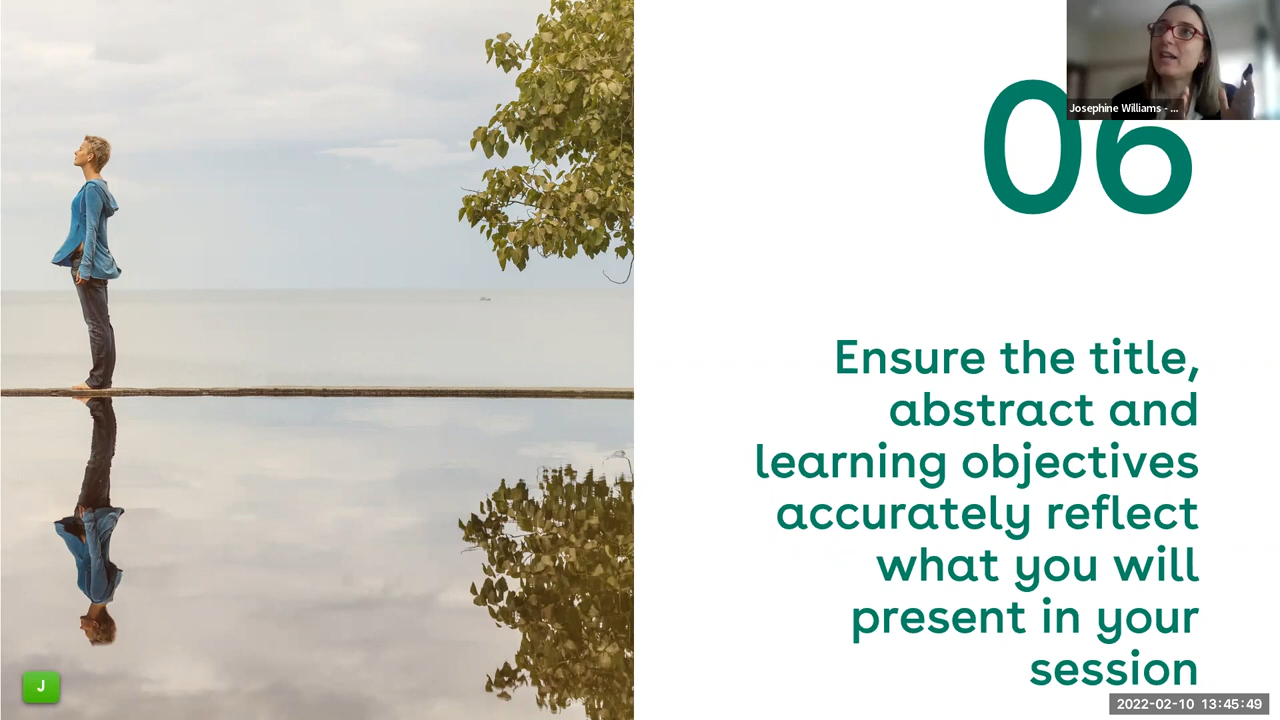 Josephine Williams - ...
06
Ensure the title,
abstract and
learning objectives
accurately reflect
what you will
present in your
session
J
2022-02-10 13:45:49